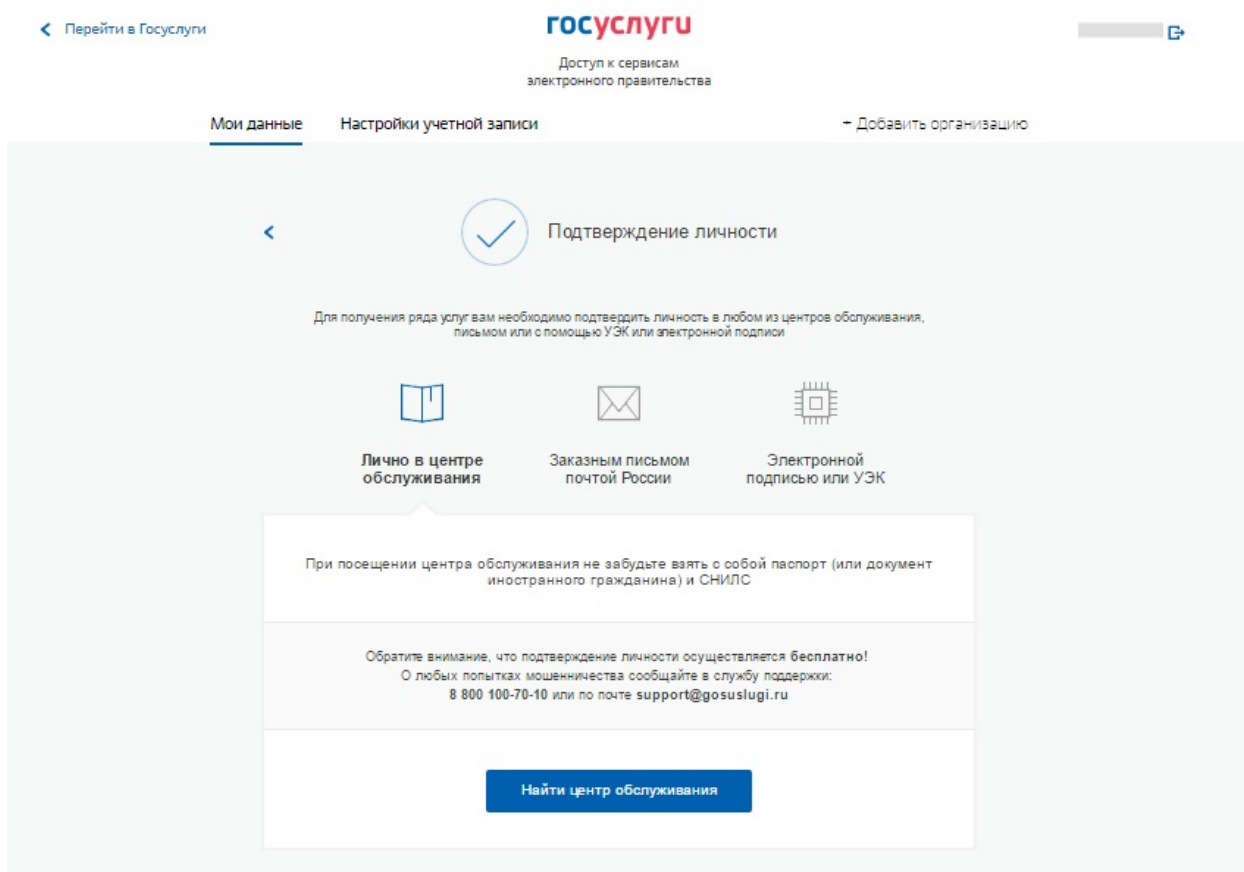 Перейти в Госуслуги
госуслуги
Доступ к сервисам
электронного правительства
Мои данные
Настройки учетной записи
+ Добавить организацию
Подтверждение личности
Для получения ряда услуг вам необходимо подтвердить личность в любом из центров обслуживания,
письмом или с помощью УЭК или электронной подписи
Лично в центре
обслуживания
Заказным письмом
почтой России
Электронной
подписью или УЭК
При посещении центра обслуживания не забудьте взять с собой паспорт (или документ
иностранного гражданина) и СНИЛС
Обратите внимание, что подтверждение личности осуществляется бесплатно!
О любых попытках мошенничества сообщайте в службу поддержки:
8 800 100-70-10 или по почте support@gosuslugi.ru
Найти центр обслуживания